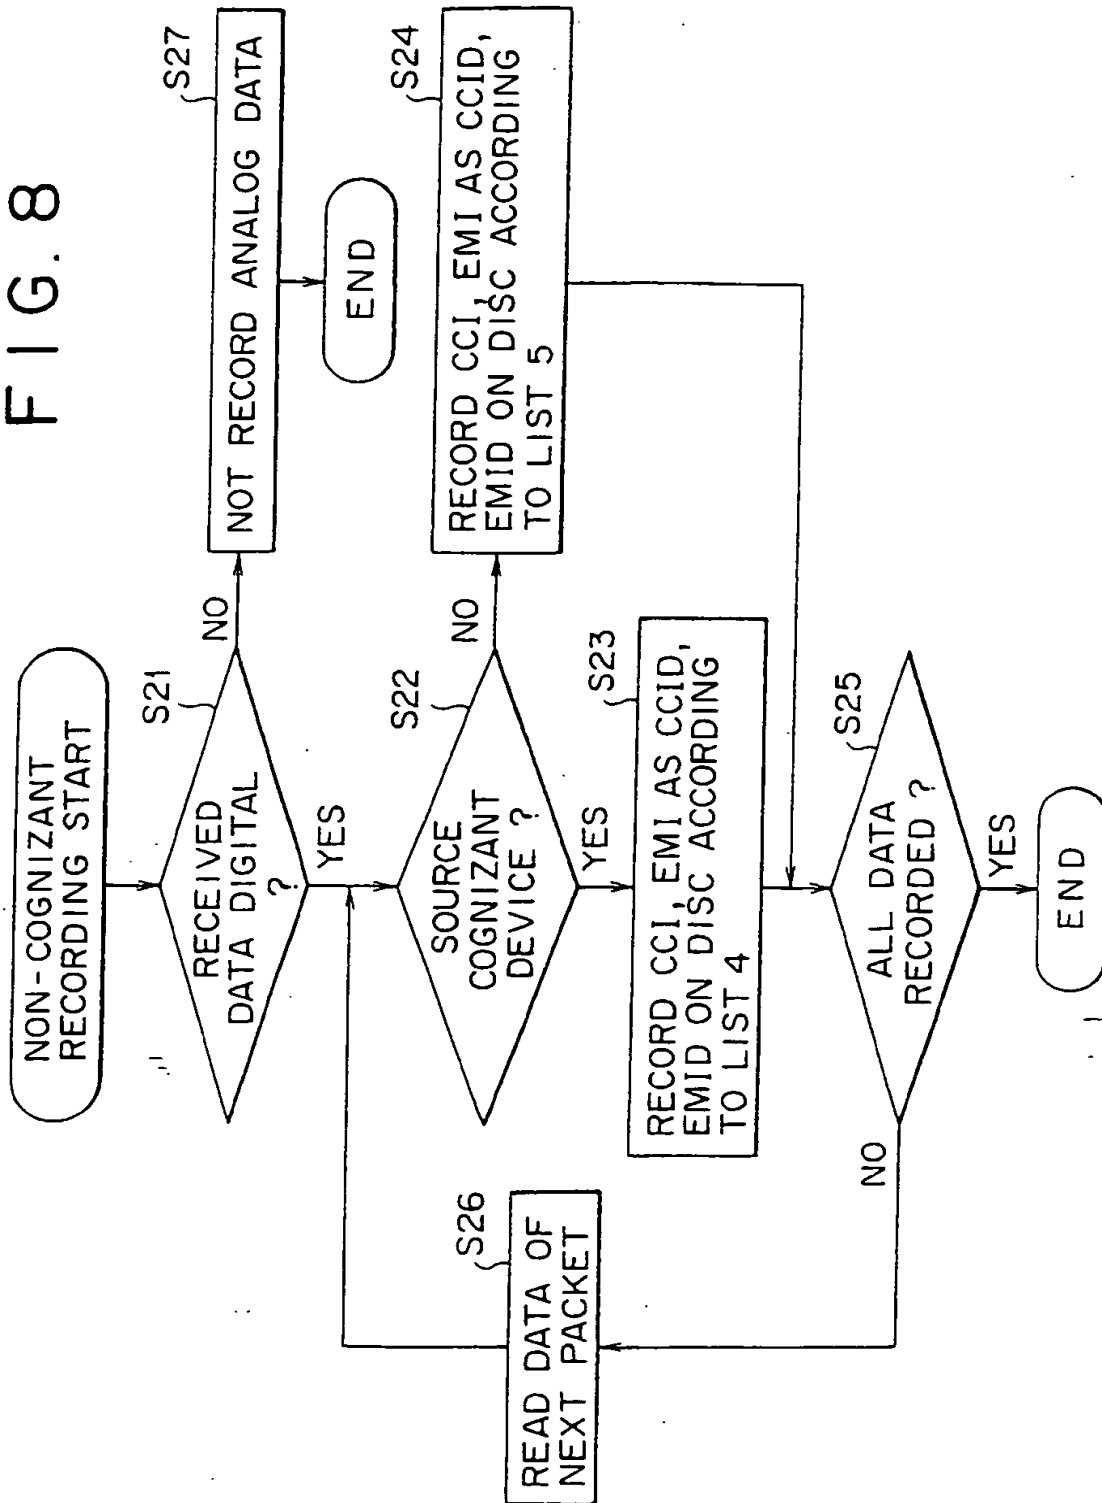 FIG. 8
NON-COGNIZANT
RECORDING START
S21
RECEIVED
DATA DIGITAL
?
NO
YES
S27
NOT RECORD ANALOG DATA
END
S22
SOURCE
COGNIZANT
DEVICE ?
NO
YES
S24
RECORD CCI, EMI AS CCID,
EMID ON DISC ACCORDING
TO LIST 5
S23
RECORD CCI, EMI AS CCID,
EMID ON DISC ACCORDING
TO LIST 4
S26
READ DATA OF
NEXT PACKET
S25
ALL DATA
RECORDED ?
NO
YES
END